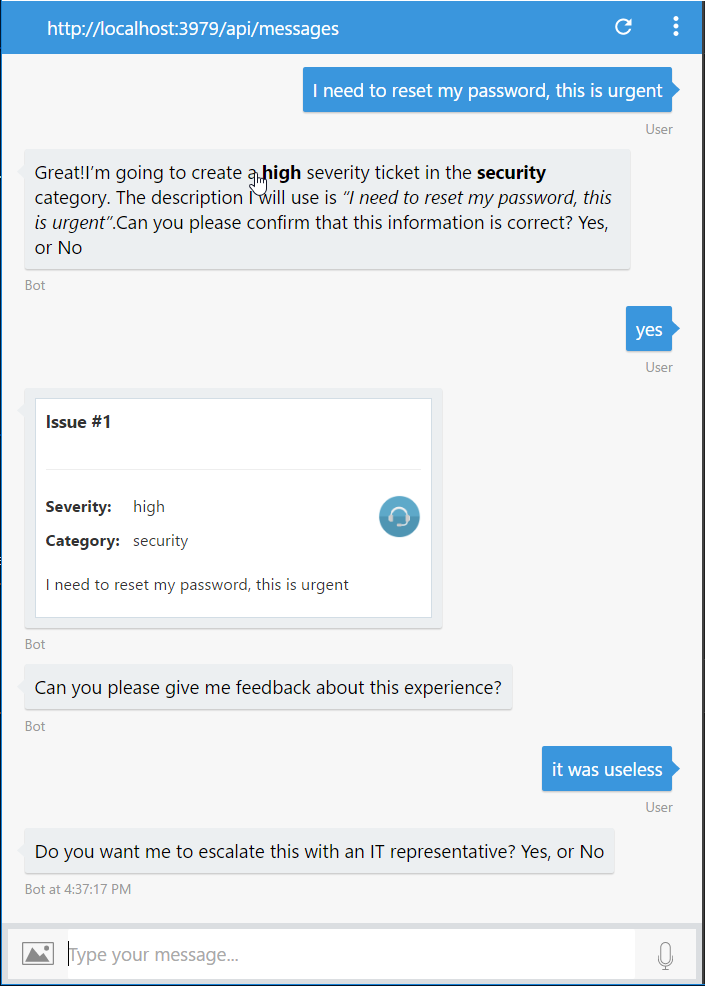 http://localhost:3979/api/messages
I need to reset my password, this is urgent
User
Great!I’m going to create a high severity ticket in the security
category. The description I will use is “I need to reset my password, this
is urgent”.Can you please confirm that this information is correct? Yes,
or No
Bot
yes
User
Issue #1
Severity: high
Category: security
I need to reset my password, this is urgent
Bot
Can you please give me feedback about this experience?
Bot
it was useless
User
Do you want me to escalate this with an IT representative? Yes, or No
Bot at 4:37:17 PM
Type your message...